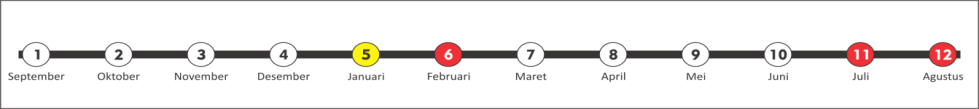 1 2 3 4 5 6 7 8 9 10 11 12
September Oktober November Desember Januari Februari Maret April Mei Juni Juli Agustus